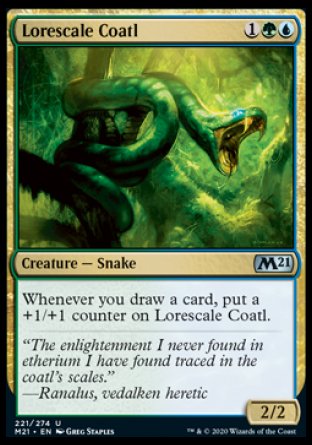 Lorescale Coatl 1
Creature — Snake M21
Whenever you draw a card, put a
+1/+1 counter on Lorescale Coatl.
“The enlightenment I never found in
etherium I have found traced in the
coatl’s scales.”
—Ranalus, vedalken heretic
2/2
221/274 U
M21 • EN Greg Staples ™ & © 2020 Wizards of the Coast